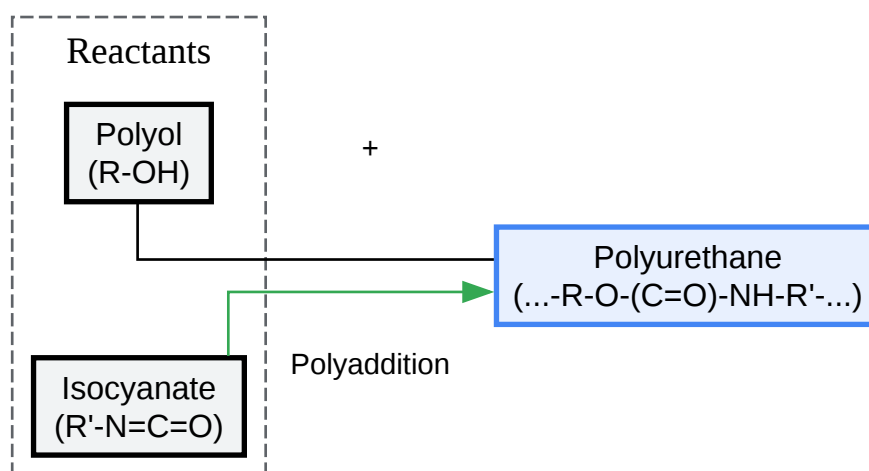 Reactants
Polyol
(R-OH)
+
Polyurethane
(...-R-O-(C=O)-NH-R'-...)
Polyaddition
Isocyanate
(R'-N=C=O)